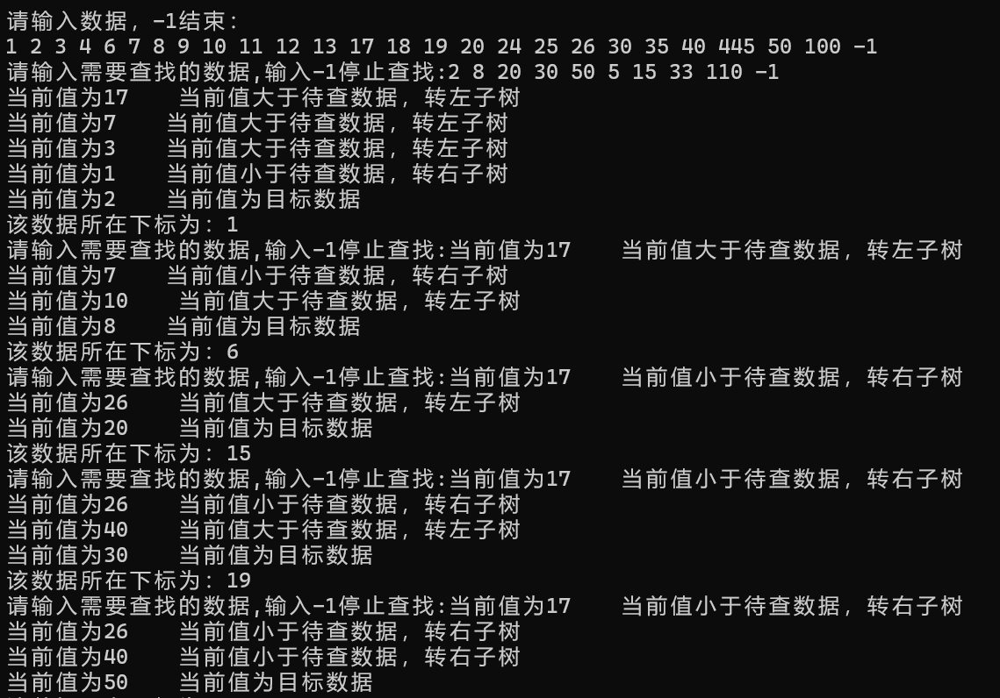 请输入数据，-1结束：
1 2 3 4 6 7 8 9 10 11 12 13 17 18 19 20 24 25 26 30 35 40 445 50 100 -1
请输入需要查找的数据,输入-1停止查找:2 8 20 30 50 5 15 33 110 -1
当前值为17    当前值大于待查数据，转左子树
当前值为7    当前值大于待查数据，转左子树
当前值为3    当前值大于待查数据，转左子树
当前值为1    当前值小于待查数据，转右子树
当前值为2    当前值为目标数据
该数据所在下标为：1
请输入需要查找的数据,输入-1停止查找:当前值为17    当前值大于待查数据，转左子树
当前值为7    当前值小于待查数据，转右子树
当前值为10    当前值大于待查数据，转左子树
当前值为8    当前值为目标数据
该数据所在下标为：6
请输入需要查找的数据,输入-1停止查找:当前值为17    当前值小于待查数据，转右子树
当前值为26    当前值大于待查数据，转左子树
当前值为20    当前值为目标数据
该数据所在下标为：15
请输入需要查找的数据,输入-1停止查找:当前值为17    当前值小于待查数据，转右子树
当前值为26    当前值小于待查数据，转右子树
当前值为40    当前值大于待查数据，转左子树
当前值为30    当前值为目标数据
该数据所在下标为：19
请输入需要查找的数据,输入-1停止查找:当前值为17    当前值小于待查数据，转右子树
当前值为26    当前值小于待查数据，转右子树
当前值为40    当前值小于待查数据，转右子树
当前值为50    当前值为目标数据